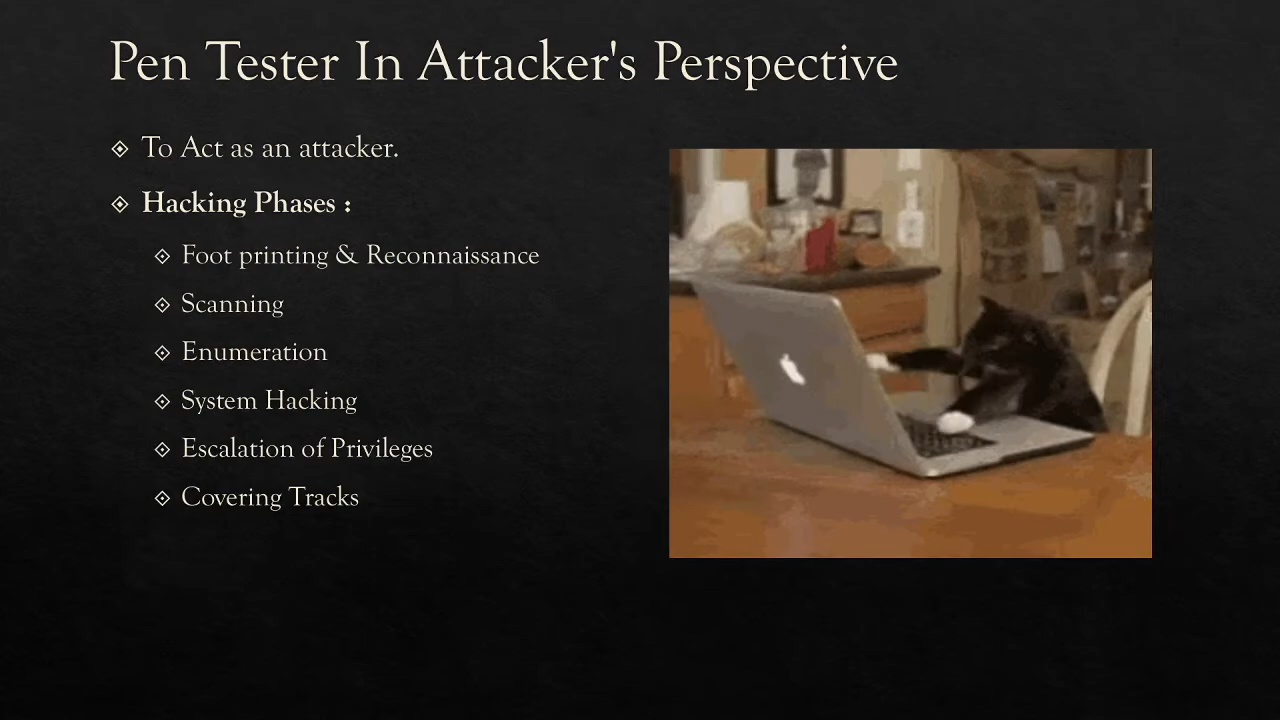 Pen Tester In Attacker's Perspective
To Act as an attacker.
Hacking Phases :
Foot printing & Reconnaissance
Scanning
Enumeration
System Hacking
Escalation of Privileges
Covering Tracks